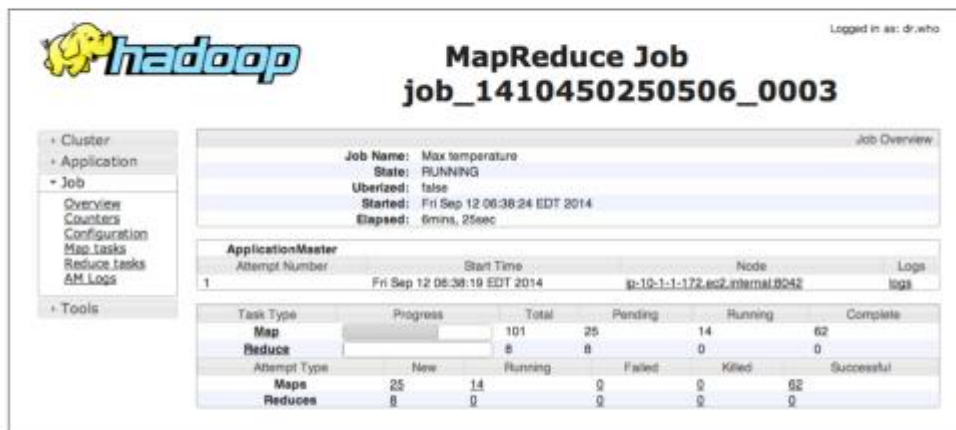 Logged in as: dr.who
hadoop
MapReduce Job
job_1410450250506_0003
Cluster
Application
Job
Overview
Counters
Configuration
Map tasks
Reduce tasks
AM Logs
Tools
Job Overview
Job Name: Max temperature
State: RUNNING
Uberized: false
Started: Fri Sep 12 06:38:24 EDT 2014
Elapsed: 6mins, 25sec
ApplicationMaster
Attempt Number Start Time Node Logs
1 Fri Sep 12 06:38:19 EDT 2014 ip-10-1-1-172.ec2.internal:8042 logs
Task Type Progress Total Pending Running Complete
Map 101 25 14 62
Reduce 8 8 0 0
Attempt Type New Running Failed Killed Successful
Maps 25 14 0 0 62
Reduces 8 0 0 0 0